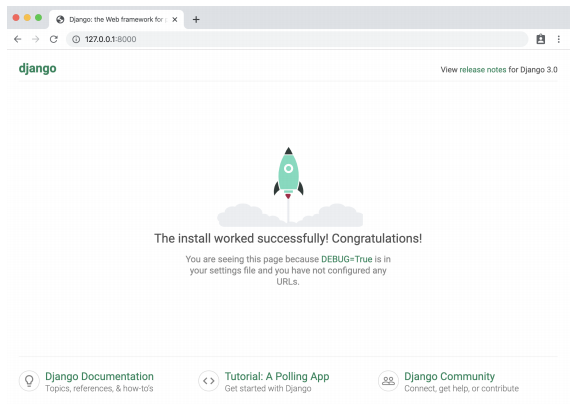 Django: the Web framework for p
127.0.0.1:8000
django
View release notes for Django 3.0
The install worked successfully! Congratulations!
You are seeing this page because DEBUG=True is in
your settings file and you have not configured any
URLs.
Django Documentation
Topics, references, & how-to's
Tutorial: A Polling App
Get started with Django
Django Community
Connect, get help, or contribute